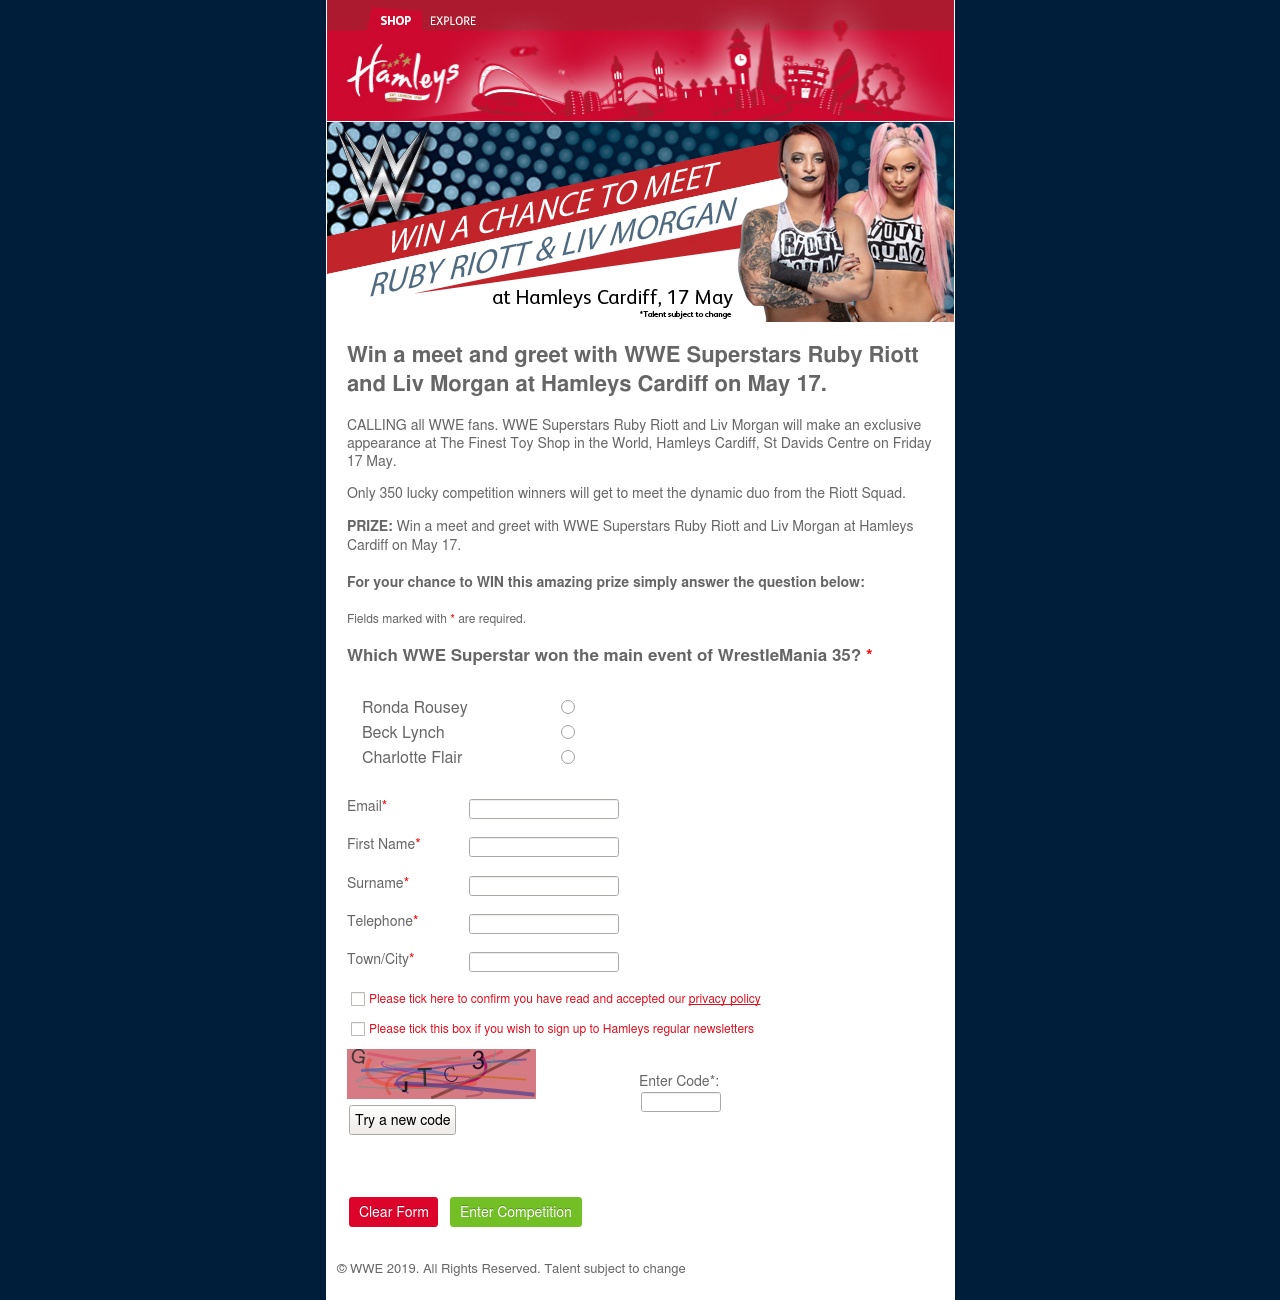 SHOP EXPLORE
Hamleys
WIN A CHANCE TO MEET
RUBY RIOTT & LIV MORGAN
at Hamleys Cardiff, 17 May
*Talent subject to change
RIOTT
SQUAD
RIOTT
SQUAD
Win a meet and greet with WWE Superstars Ruby Riott
and Liv Morgan at Hamleys Cardiff on May 17.
CALLING all WWE fans. WWE Superstars Ruby Riott and Liv Morgan will make an exclusive
appearance at The Finest Toy Shop in the World, Hamleys Cardiff, St Davids Centre on Friday
17 May.
Only 350 lucky competition winners will get to meet the dynamic duo from the Riott Squad.
PRIZE: Win a meet and greet with WWE Superstars Ruby Riott and Liv Morgan at Hamleys
Cardiff on May 17.
For your chance to WIN this amazing prize simply answer the question below:
Fields marked with * are required.
Which WWE Superstar won the main event of WrestleMania 35? *
Ronda Rousey
Beck Lynch
Charlotte Flair
Email*
First Name*
Surname*
Telephone*
Town/City*
Please tick here to confirm you have read and accepted our privacy policy
Please tick this box if you wish to sign up to Hamleys regular newsletters
G J T C 3
Enter Code*:
Try a new code
Clear Form Enter Competition
© WWE 2019. All Rights Reserved. Talent subject to change